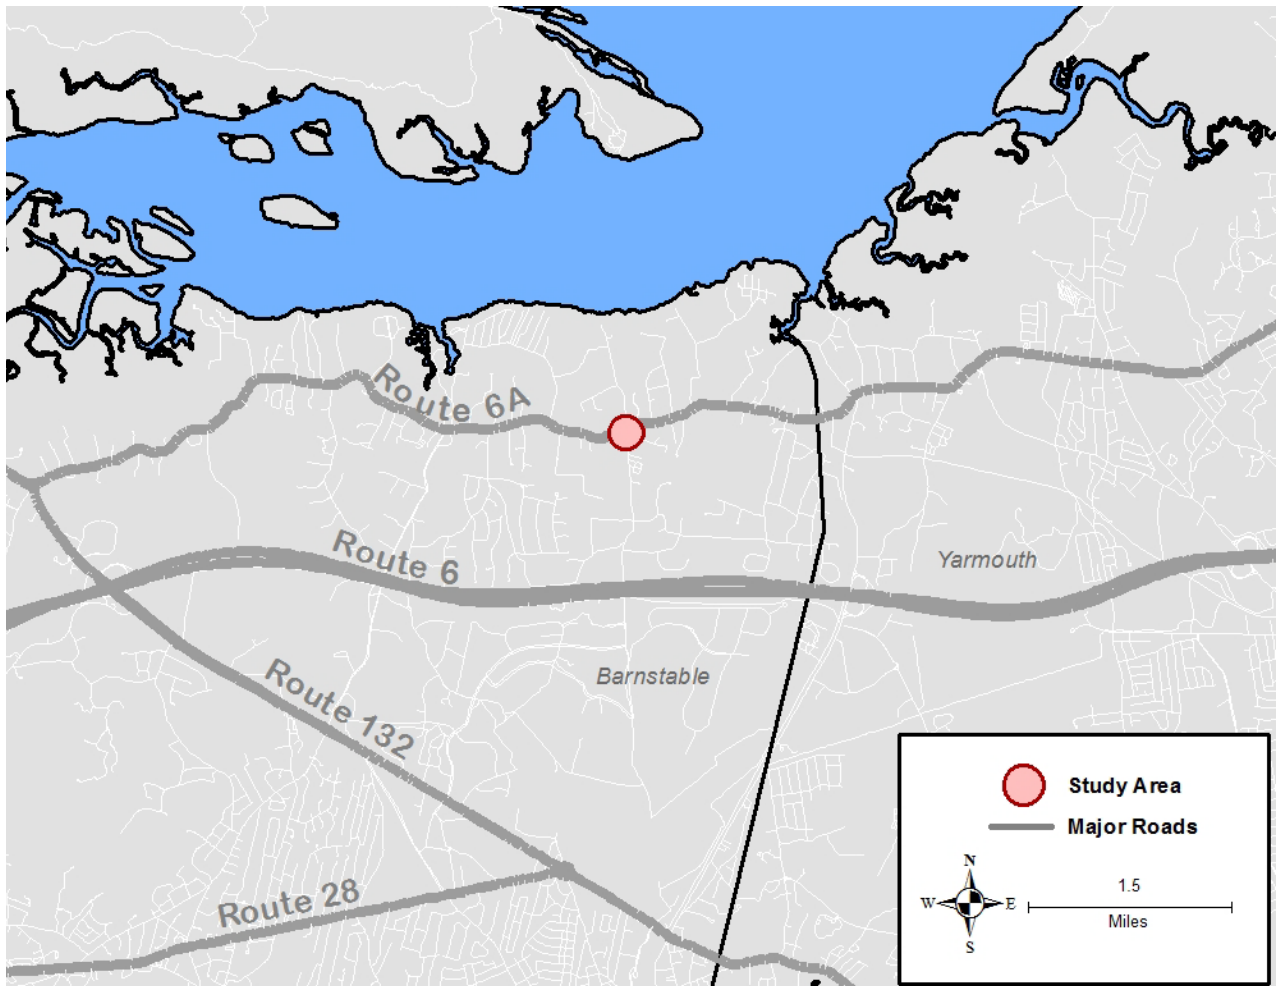 Route 6A
Route 6
Yarmouth
Barnstable
Route 132
Route 28
Study Area
Major Roads
N
W E
S
1.5
Miles